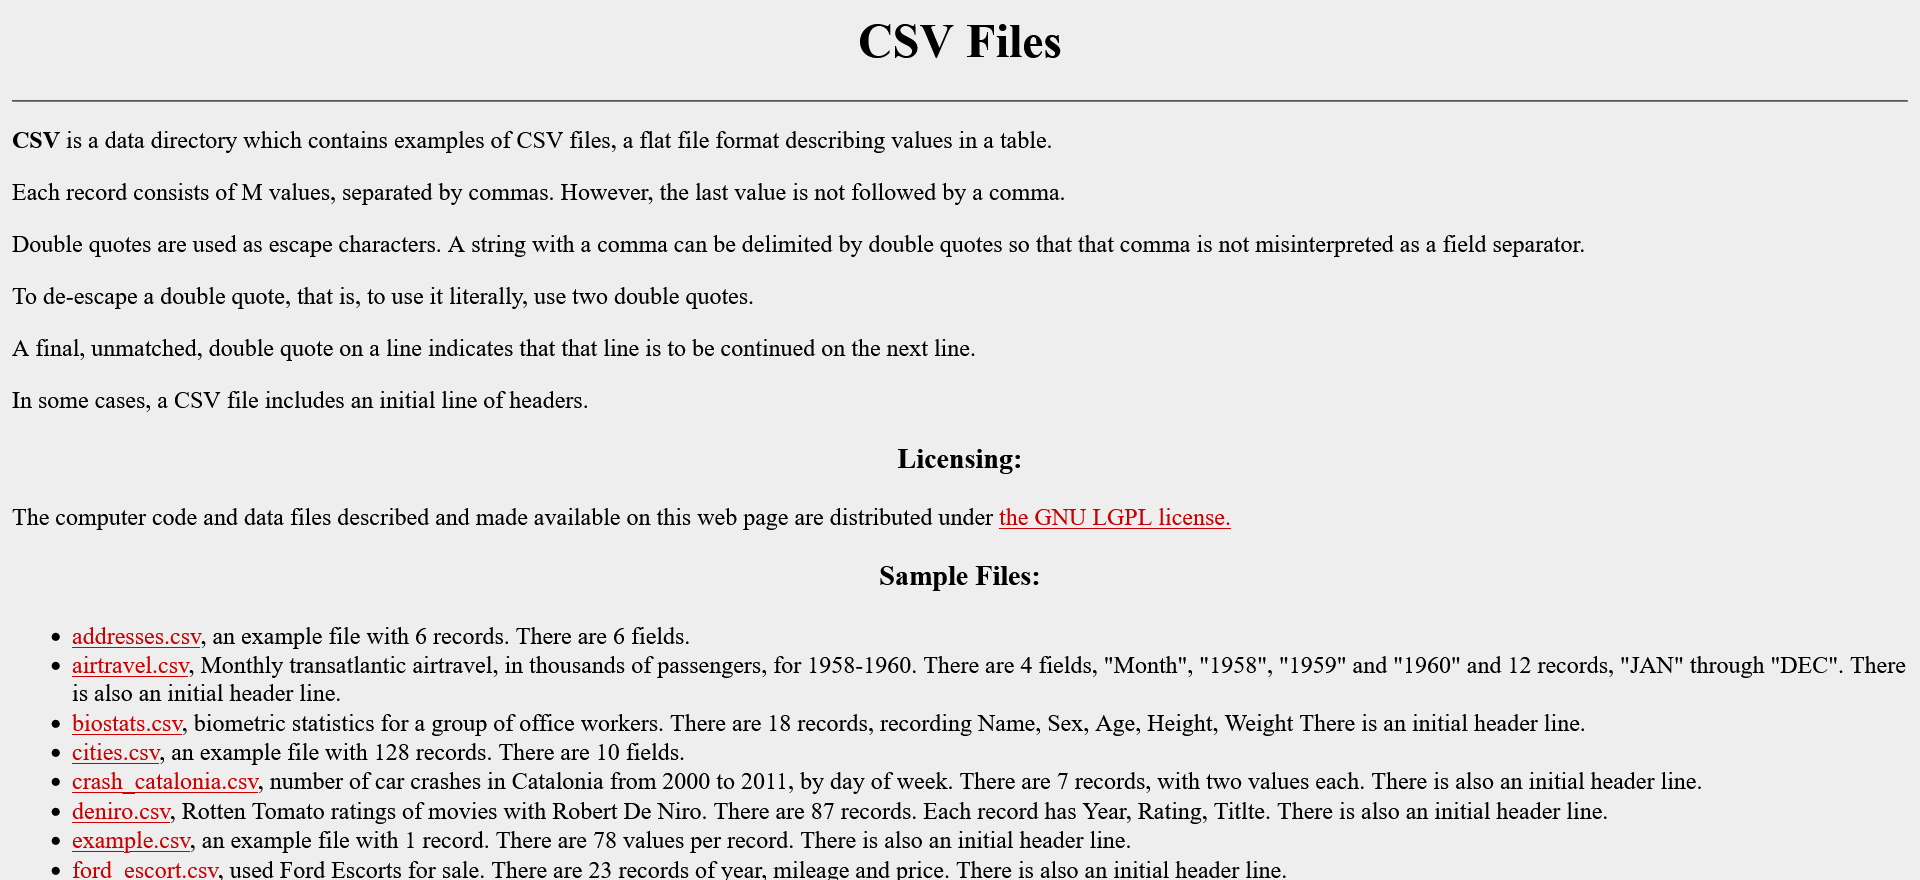 CSV Files
CSV is a data directory which contains examples of CSV files, a flat file format describing values in a table.
Each record consists of M values, separated by commas. However, the last value is not followed by a comma.
Double quotes are used as escape characters. A string with a comma can be delimited by double quotes so that that comma is not misinterpreted as a field separator.
To de-escape a double quote, that is, to use it literally, use two double quotes.
A final, unmatched, double quote on a line indicates that that line is to be continued on the next line.
In some cases, a CSV file includes an initial line of headers.
Licensing:
The computer code and data files described and made available on this web page are distributed under the GNU LGPL license.
Sample Files:
• addresses.csv, an example file with 6 records. There are 6 fields.
• airtravel.csv, Monthly transatlantic airtravel, in thousands of passengers, for 1958-1960. There are 4 fields, "Month", "1958", "1959" and "1960" and 12 records, "JAN" through "DEC". There
is also an initial header line.
• biostats.csv, biometric statistics for a group of office workers. There are 18 records, recording Name, Sex, Age, Height, Weight There is an initial header line.
• cities.csv, an example file with 128 records. There are 10 fields.
• crash_catalonia.csv, number of car crashes in Catalonia from 2000 to 2011, by day of week. There are 7 records, with two values each. There is also an initial header line.
• deniro.csv, Rotten Tomato ratings of movies with Robert De Niro. There are 87 records. Each record has Year, Rating, Titlte. There is also an initial header line.
• example.csv, an example file with 1 record. There are 78 values per record. There is also an initial header line.
• ford_escort.csv, used Ford Escorts for sale. There are 23 records of year, mileage and price. There is also an initial header line.